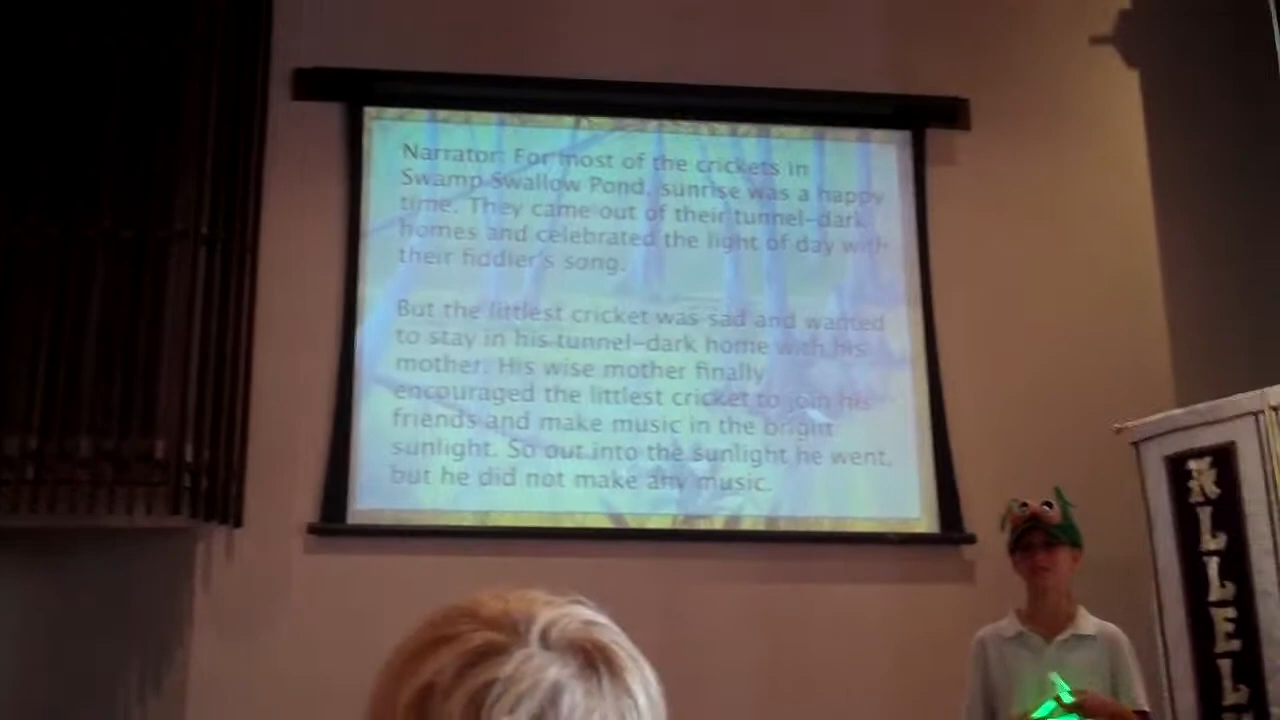 Narrator: For most of the crickets in
Swamp Swallow Pond, sunrise was a happy
time. They came out of their tunnel-dark
homes and celebrated the light of day with
their fiddler's song.
But the littlest cricket was sad and wanted
to stay in his tunnel-dark home with his
mother. His wise mother finally
encouraged the littlest cricket to join his
friends and make music in the bright
sunlight. So out into the sunlight he went,
but he did not make any music.
ALLEL